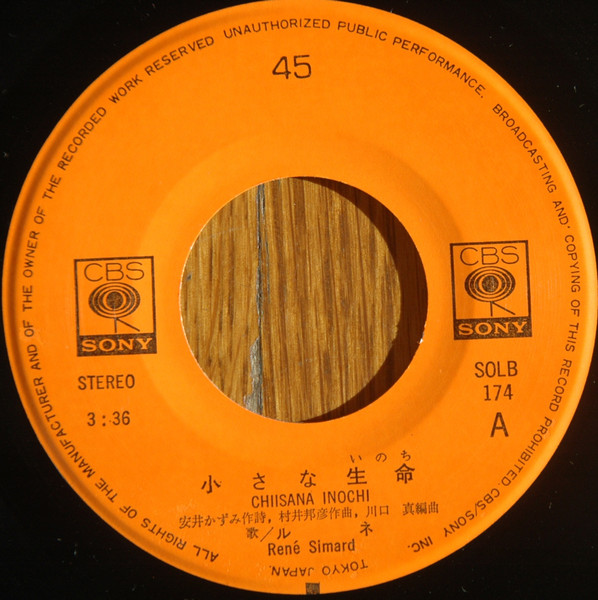 ALL RIGHTS OF THE MANUFACTURER AND OF THE OWNER OF THE RECORDED WORK RESERVED UNAUTHORIZED PUBLIC PERFORMANCE. BROADCASTING AND COPYING OF THIS RECORD PROHIBITED CBS/SONY INC. TOKYO JAPAN.
45
CBS
SONY
STEREO
3:36
CBS
SONY
SOLB
174
A
いのち
小さな生命
CHIISANA INOCHI
安井かずみ作詩,村井邦彦作曲,川口 真編曲
歌/ルネ
René Simard